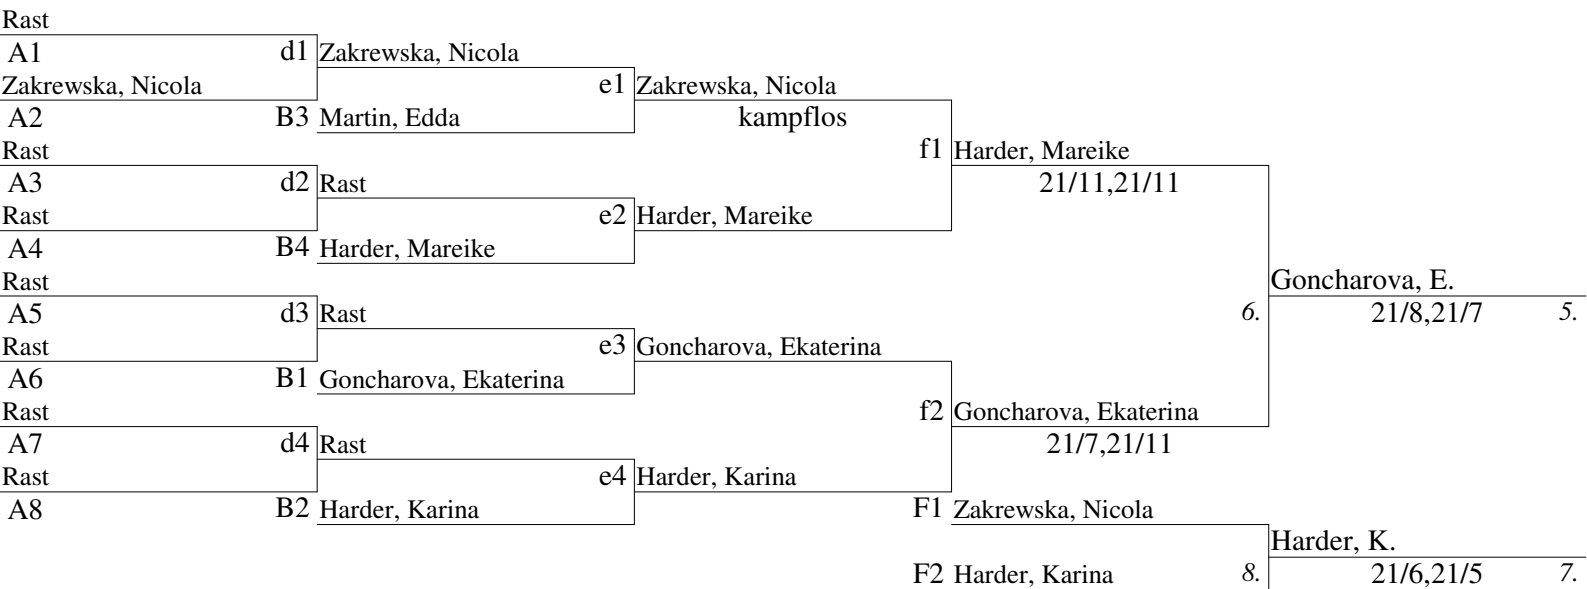 Rast
A1 d1 Zakrewska, Nicola
Zakrewska, Nicola e1 Zakrewska, Nicola
A2 B3 Martin, Edda kampflos
Rast f1 Harder, Mareike
A3 d2 Rast 21/11,21/11
Rast e2 Harder, Mareike
A4 B4 Harder, Mareike
Rast Goncharova, E.
A5 d3 Rast 6. 21/8,21/7 5.
Rast e3 Goncharova, Ekaterina
A6 B1 Goncharova, Ekaterina
Rast f2 Goncharova, Ekaterina
A7 d4 Rast 21/7,21/11
Rast e4 Harder, Karina
A8 B2 Harder, Karina F1 Zakrewska, Nicola
Harder, K.
F2 Harder, Karina 8. 21/6,21/5 7.